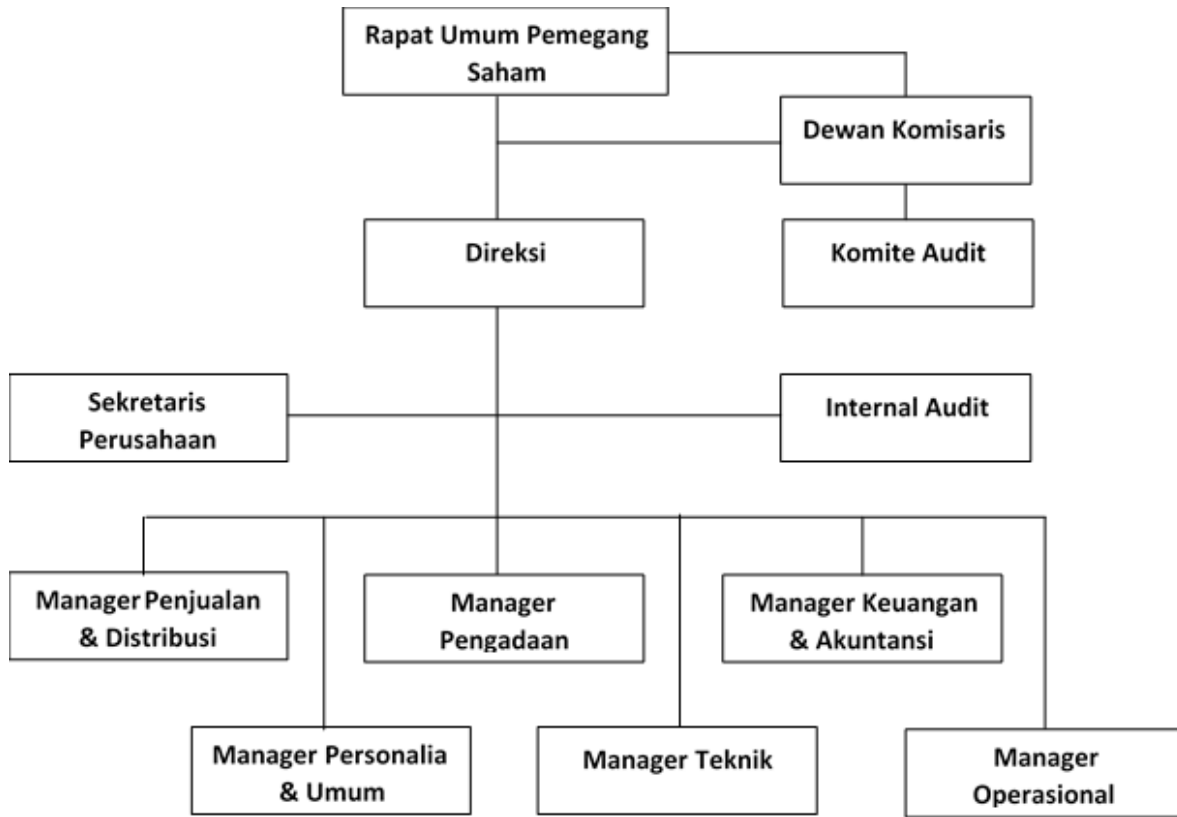 Rapat Umum Pemegang
Saham
Dewan Komisaris
Direksi
Komite Audit
Sekretaris
Perusahaan
Internal Audit
Manager Penjualan
& Distribusi
Manager
Pengadaan
Manager Keuangan
& Akuntansi
Manager Personalia
& Umum
Manager Teknik
Manager
Operasional